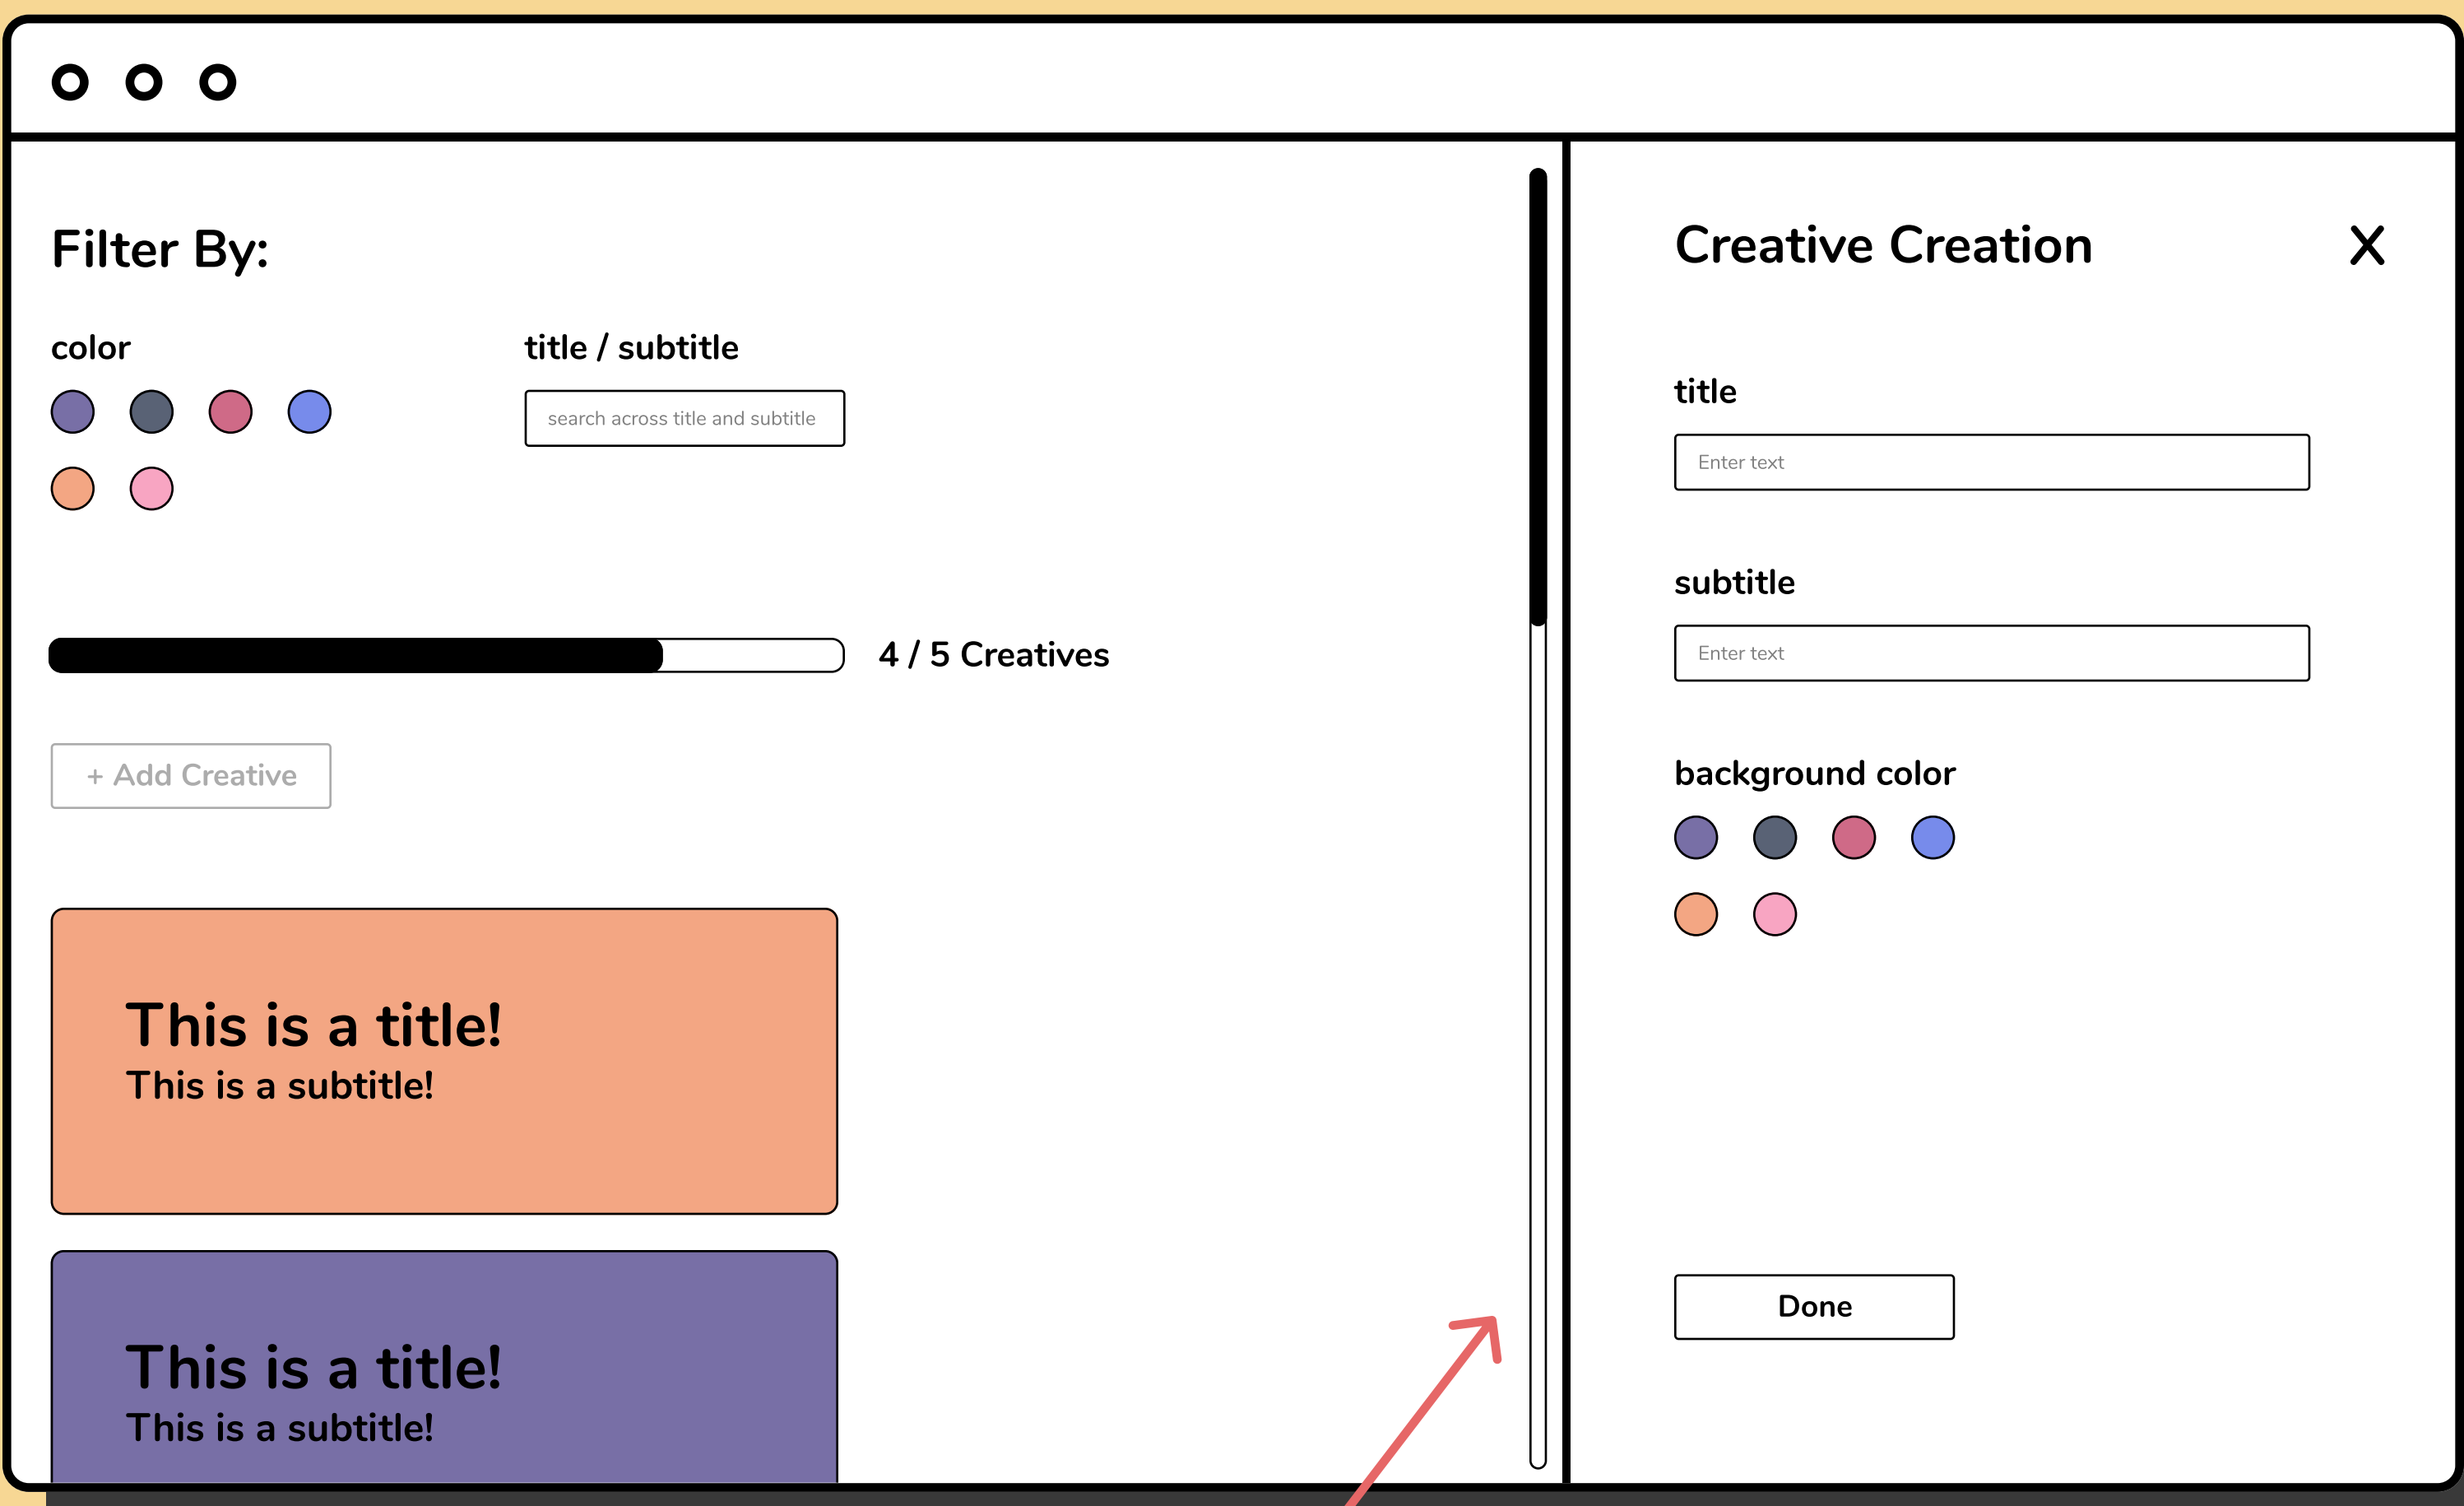 Filter By:
color
title / subtitle
search across title and subtitle
4 / 5 Creatives
+ Add Creative
This is a title!
This is a subtitle!
This is a title!
This is a subtitle!
Creative Creation
X
title
Enter text
subtitle
Enter text
background color
Done